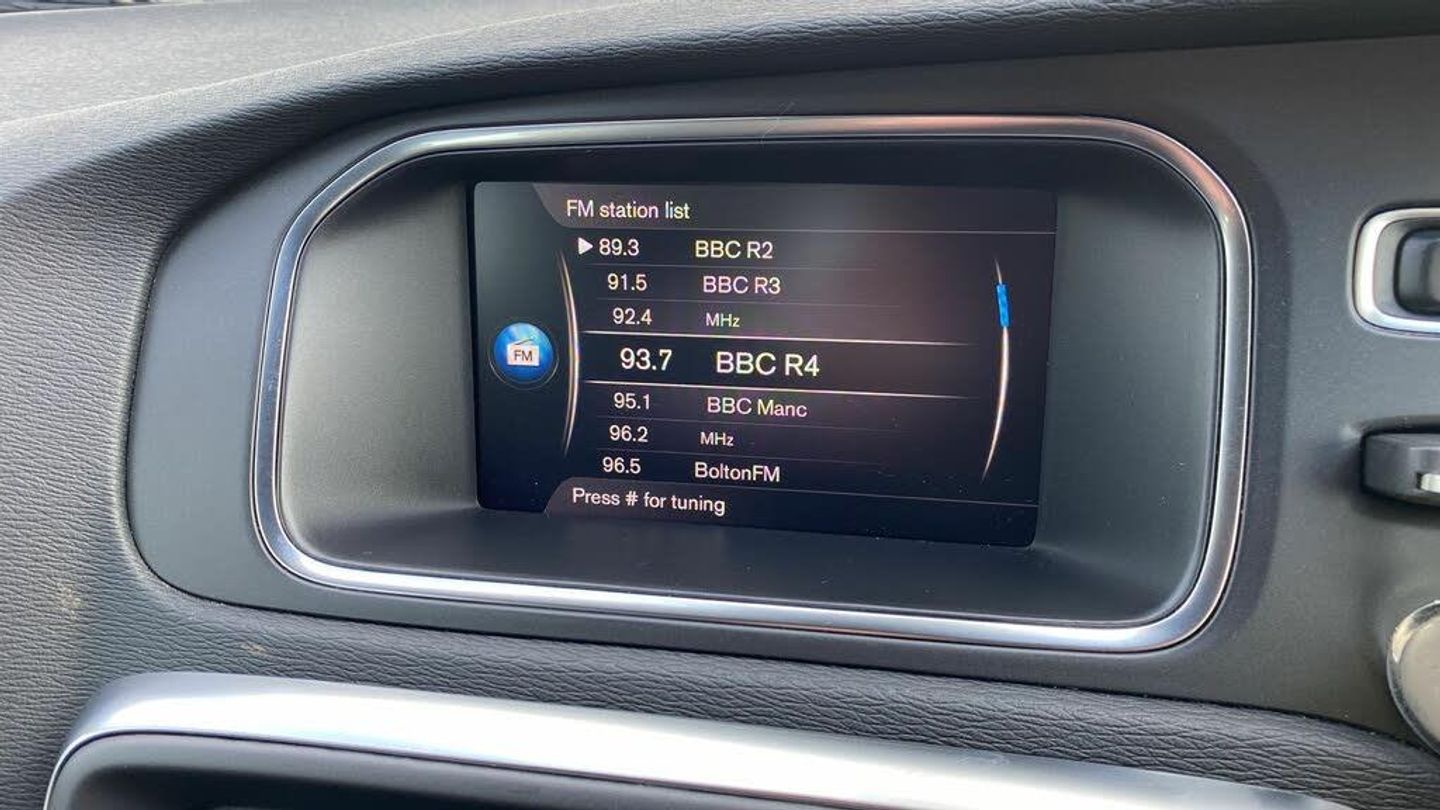 FM station list
89.3 BBC R2
91.5 BBC R3
92.4 MHz
93.7 BBC R4
FM
95.1 BBC Manc
96.2 MHz
96.5 BoltonFM
Press # for tuning